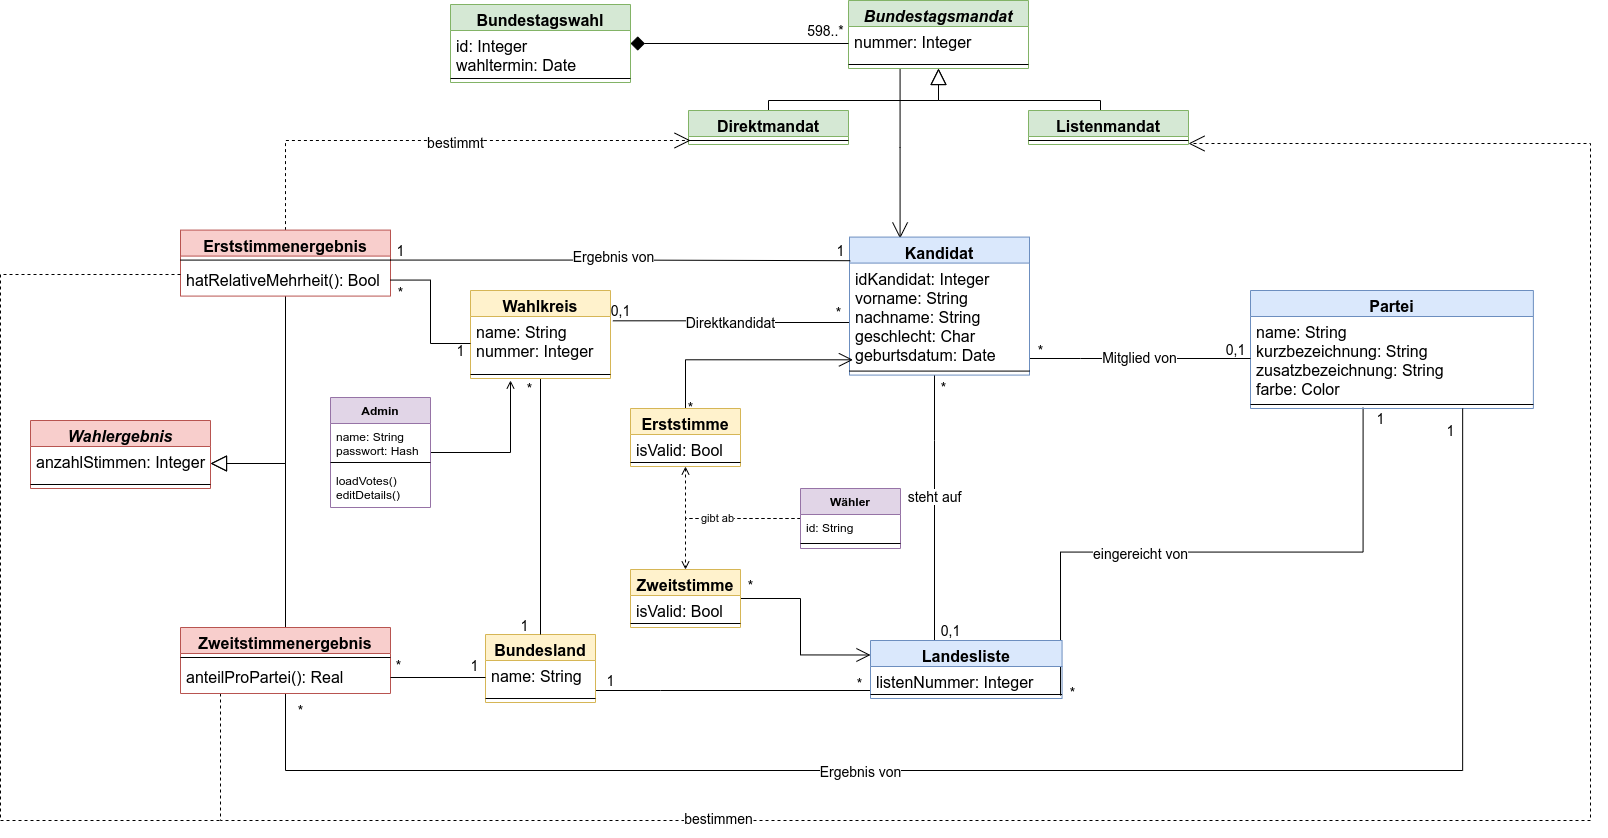 Bundestagswahl
id: Integer
wahltermin: Date
598..*
Bundestagsmandat
nummer: Integer
Direktmandat
Listenmandat
bestimmt
Erststimmenergebnis
hatRelativeMehrheit(): Bool
1
Ergebnis von
1
*
Kandidat
idKandidat: Integer
vorname: String
nachname: String
geschlecht: Char
geburtsdatum: Date
Wahlkreis
name: String
nummer: Integer
1
0,1
Direktkandidat
*
*
Mitglied von
0,1
Partei
name: String
kurzbezeichnung: String
zusatzbezeichnung: String
farbe: Color
*
Admin
name: String
passwort: Hash
loadVotes()
editDetails()
*
Erststimme
isValid: Bool
*
1
1
Wahlergebnis
anzahlStimmen: Integer
gibt ab
Wähler
id: String
steht auf
eingereicht von
Zweitstimme
isValid: Bool
*
1
0,1
Zweitstimmenergebnis
anteilProPartei(): Real
*
1
Bundesland
name: String
1
*
Landesliste
listenNummer: Integer
*
*
Ergebnis von
bestimmen